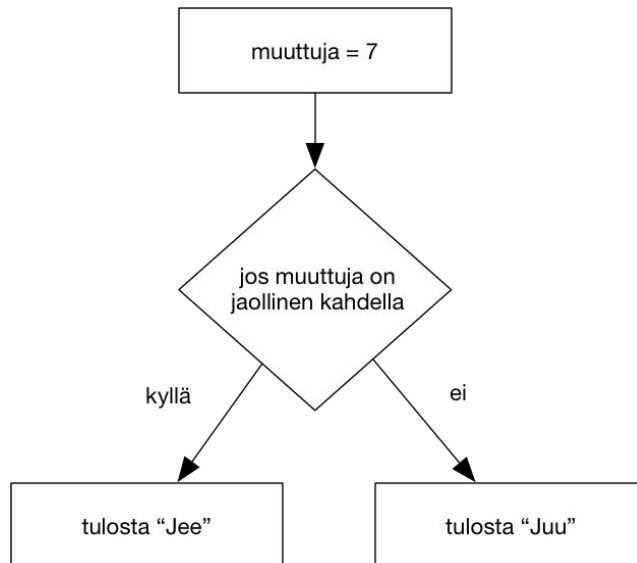 muuttuja = 7
jos muuttuja on
jaollinen kahdella
kyllä
ei
tulosta “Jee”
tulosta “Juu”